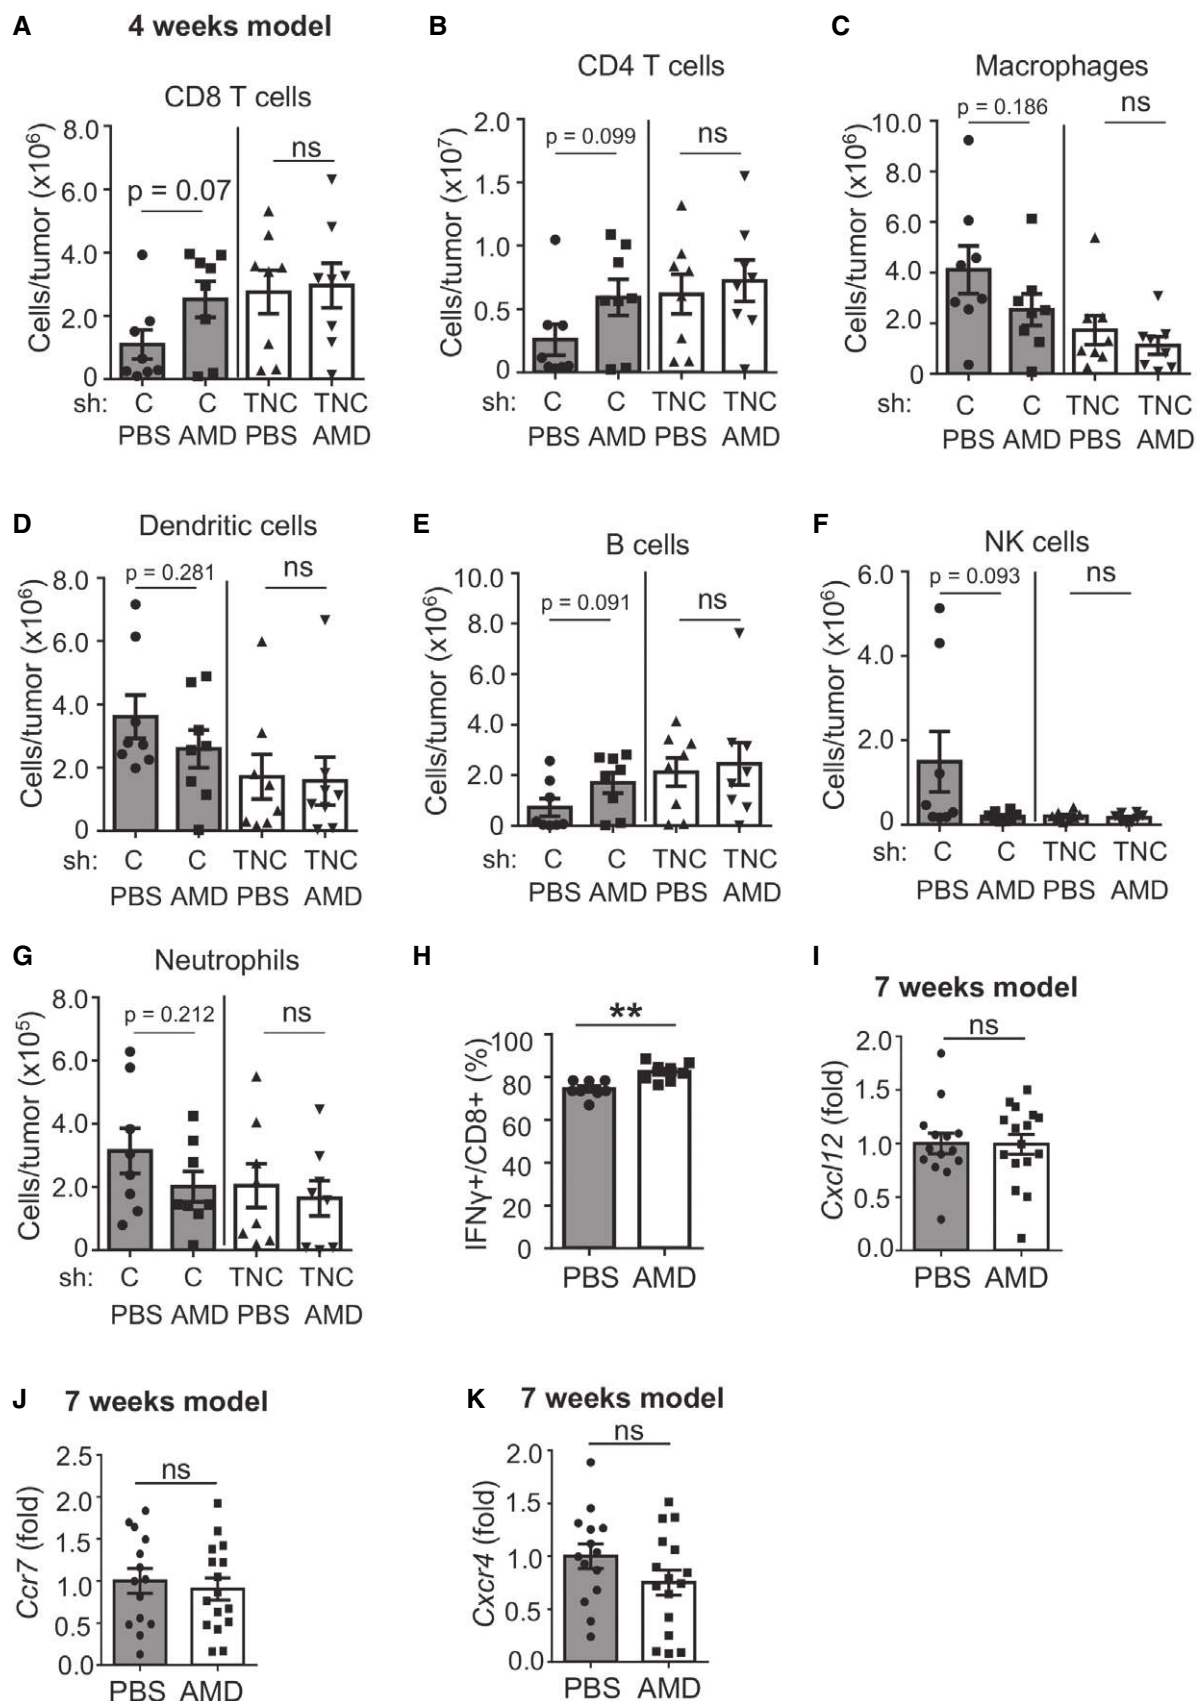 A
4 weeks model
CD8 T cells
Cells/tumor (x10⁶)
8.0
6.0
4.0
2.0
0
p = 0.07
ns
sh: C C TNC TNC
PBS AMD PBS AMD
B
CD4 T cells
Cells/tumor (x10⁷)
2.0
1.5
1.0
0.5
0
p = 0.099
ns
C C TNC TNC
PBS AMD PBS AMD
C
Macrophages
Cells/tumor (x10⁶)
10.0
8.0
6.0
4.0
2.0
0
p = 0.186
ns
sh: C C TNC TNC
PBS AMD PBS AMD
D
Dendritic cells
Cells/tumor (x10⁶)
8.0
6.0
4.0
2.0
0
p = 0.281
ns
sh: C C TNC TNC
PBS AMD PBS AMD
E
B cells
Cells/tumor (x10⁶)
10.0
8.0
6.0
4.0
2.0
0
p = 0.091
ns
sh: C C TNC TNC
PBS AMD PBS AMD
F
NK cells
Cells/tumor (x10⁶)
6.0
4.0
2.0
0
p = 0.093
ns
sh: C C TNC TNC
PBS AMD PBS AMD
G
Neutrophils
Cells/tumor (x10⁵)
8.0
6.0
4.0
2.0
0
p = 0.212
ns
sh: C C TNC TNC
PBS AMD PBS AMD
H
IFNγ+/CD8+ (%)
100
80
60
40
20
0
**
PBS AMD
I
7 weeks model
Cxcl12 (fold)
2.0
1.5
1.0
0.5
0.0
ns
PBS AMD
J
7 weeks model
Ccr7 (fold)
2.5
2.0
1.5
1.0
0.5
0.0
ns
PBS AMD
K
7 weeks model
Cxcr4 (fold)
2.0
1.5
1.0
0.5
0.0
ns
PBS AMD